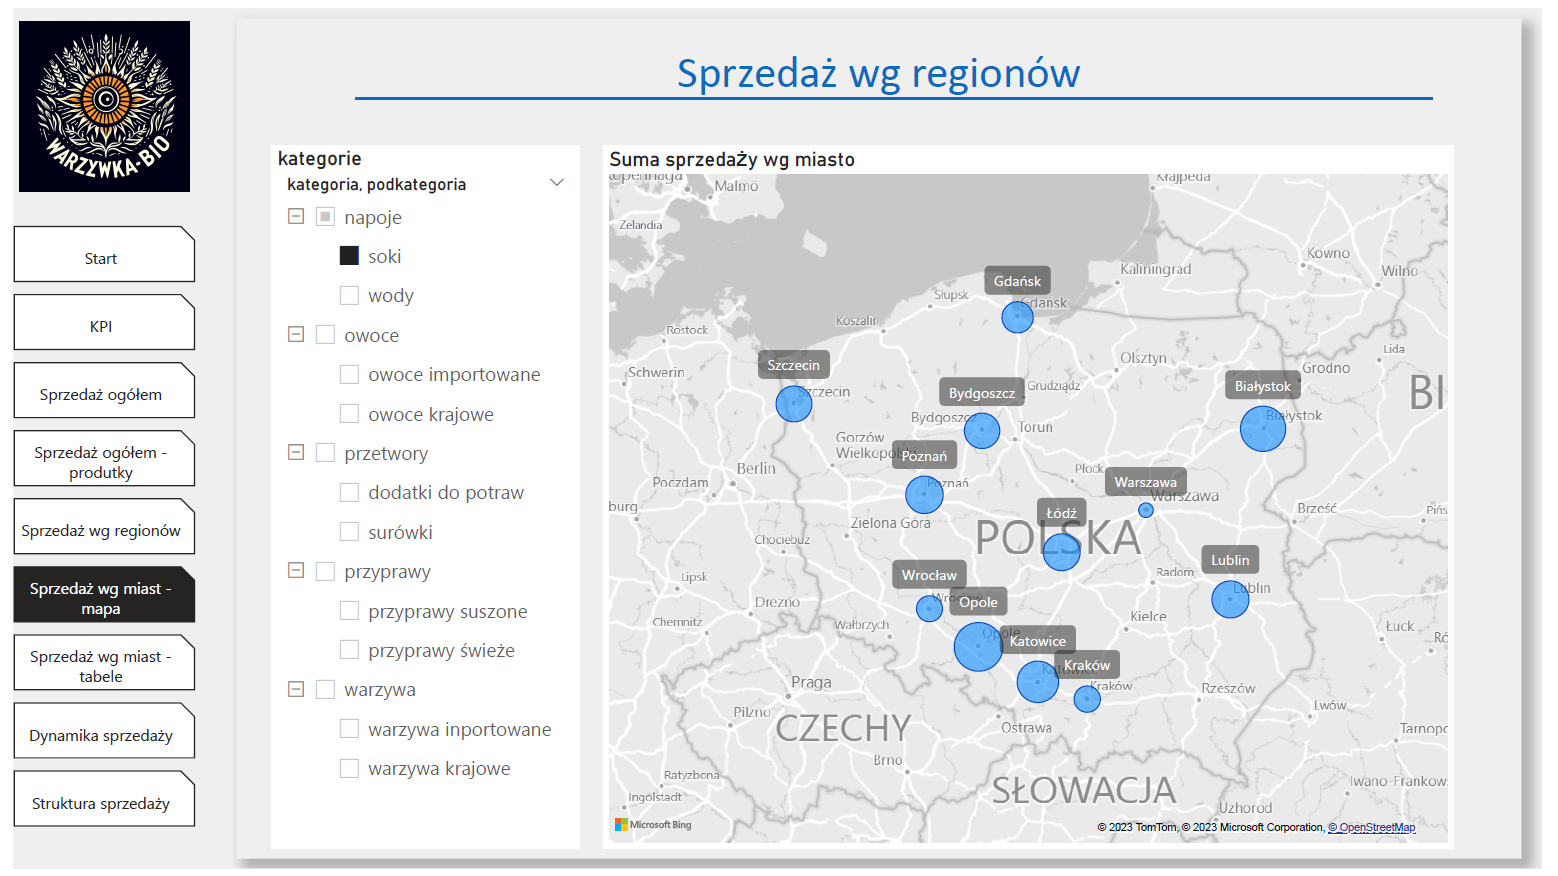 WARZYWKA-BIO
Start
KPI
Sprzedaż ogółem
Sprzedaż ogółem -
produtky
Sprzedaż wg regionów
Sprzedaż wg miast -
mapa
Sprzedaż wg miast -
tabele
Dynamika sprzedaży
Struktura sprzedaży
Sprzedaż wg regionów
kategorie
kategoria, podkategoria
napoje
soki
wody
owoce
owoce importowane
owoce krajowe
przetwory
dodatki do potraw
surówki
przyprawy
przyprawy suszone
przyprawy świeże
warzywa
warzywa inportowane
warzywa krajowe
Suma sprzedaży wg miasto
Malmö
Kłajpeda
Zelandia
Kowno
Wilno
Kaliningrad
Gdańsk
Gdańsk
Słupsk
Koszalin
Rostock
Olsztyn
Lida
Grodno
Schwerin
Szczecin
Szczecin
Bydgoszcz
Bydgoszcz
Grudziądz
Toruń
Białystok
Białystok
BI
Gorzów
Wielkopolski
Poznań
Poznań
Berlin
Poczdam
Płock
Warszawa
Warszawa
burg
Zielona Góra
Łódź
POLSKA
Brześć
Chociebuż
Lipsk
Wrocław
Wrocław
Radom
Lublin
Lublin
Drezno
Chemnitz
Opole
Opole
Kielce
Wałbrzych
Łuck
Katowice
Katowice
Kraków
Kraków
Praga
Rzeszów
Lwów
Pilzno
CZECHY
Ostrawa
Tarnopo
Brno
Ratyzbona
SŁOWACJA
Iwano-Frankow
Ingolstadt
Użhorod
Microsoft Bing
© 2023 TomTom, © 2023 Microsoft Corporation, © OpenStreetMap